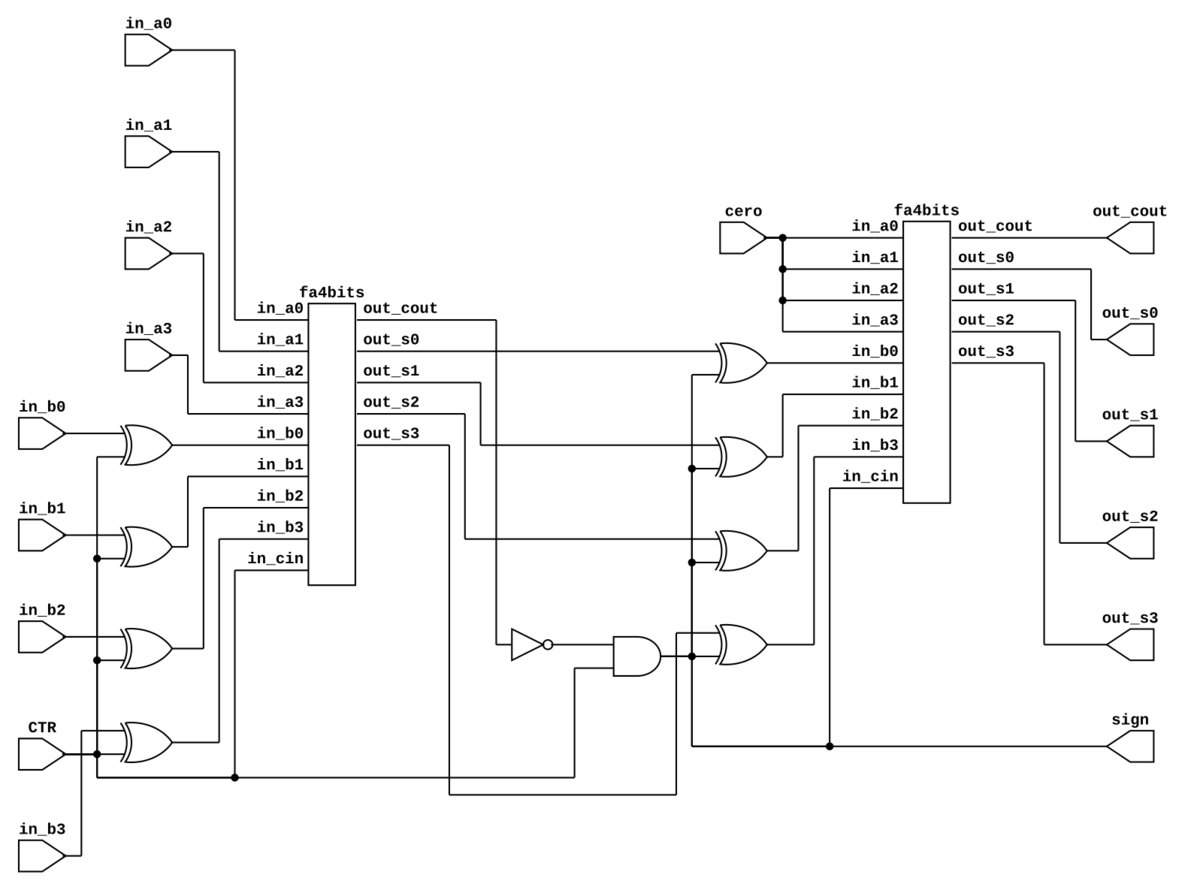 in_a0
in_a1
in_a2
in_a3
in_b0
in_b1
in_b2
CTR
in_b3
fa4bits
in_a0
in_a1
in_a2
in_a3
in_b0
in_b1
in_b2
in_b3
in_cin
out_cout
out_s0
out_s1
out_s2
out_s3
cero
fa4bits
in_a0
in_a1
in_a2
in_a3
in_b0
in_b1
in_b2
in_b3
in_cin
out_cout
out_s0
out_s1
out_s2
out_s3
out_cout
out_s0
out_s1
out_s2
out_s3
sign